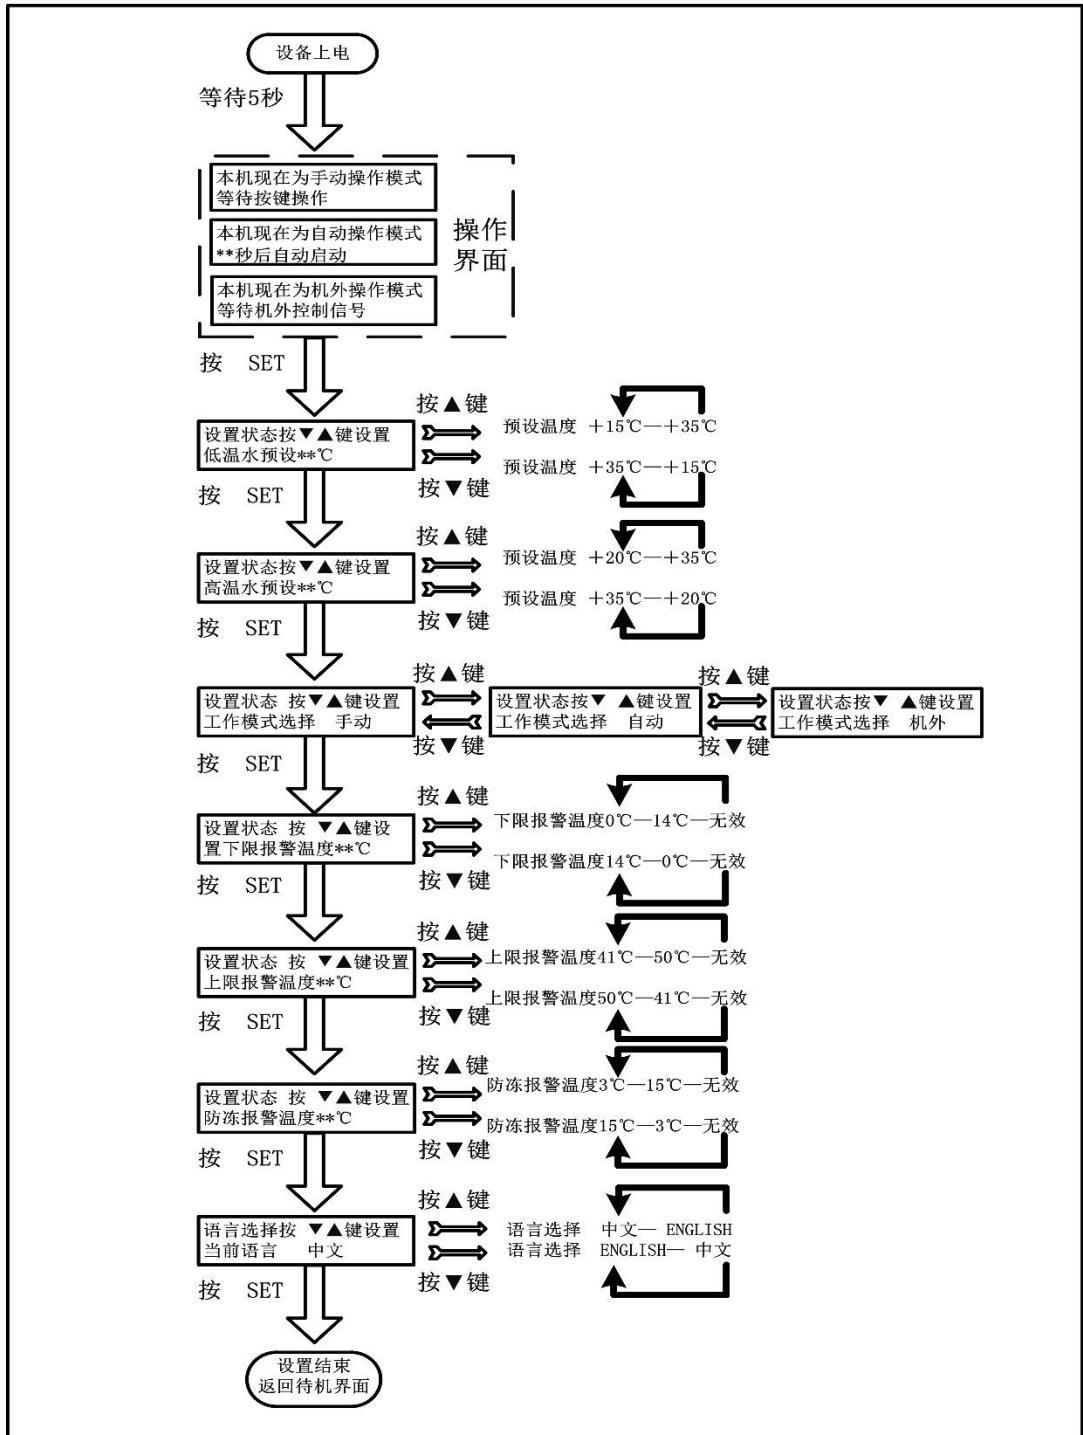 设备上电
等待5秒
本机现在为手动操作模式
等待按键操作
本机现在为自动操作模式
**秒后自动启动
本机现在为机外操作模式
等待机外控制信号
操作
界面
按 SET
设置状态按▼▲键设置
低温水预设**℃
按▲键
预设温度 +15℃—+35℃
预设温度 +35℃—+15℃
按▼键
按 SET
设置状态按▼▲键设置
高温水预设**℃
按▲键
预设温度 +20℃—+35℃
预设温度 +35℃—+20℃
按▼键
按 SET
设置状态 按▼▲键设置
工作模式选择 手动
按▲键
按▼键
设置状态按▼ ▲键设置
工作模式选择 自动
按▲键
按▼键
设置状态按▼ ▲键设置
工作模式选择 机外
按 SET
设置状态 按 ▼▲键设
置下限报警温度**℃
按▲键
下限报警温度0℃—14℃—无效
下限报警温度14℃—0℃—无效
按▼键
按 SET
设置状态 按 ▼▲键设置
上限报警温度**℃
按▲键
上限报警温度41℃—50℃—无效
上限报警温度50℃—41℃—无效
按▼键
按 SET
设置状态 按 ▼▲键设置
防冻报警温度**℃
按▲键
防冻报警温度3℃—15℃—无效
防冻报警温度15℃—3℃—无效
按▼键
按 SET
语言选择按 ▼▲键设置
当前语言 中文
按▲键
语言选择 中文— ENGLISH
语言选择 ENGLISH— 中文
按▼键
按 SET
设置结束
返回待机界面